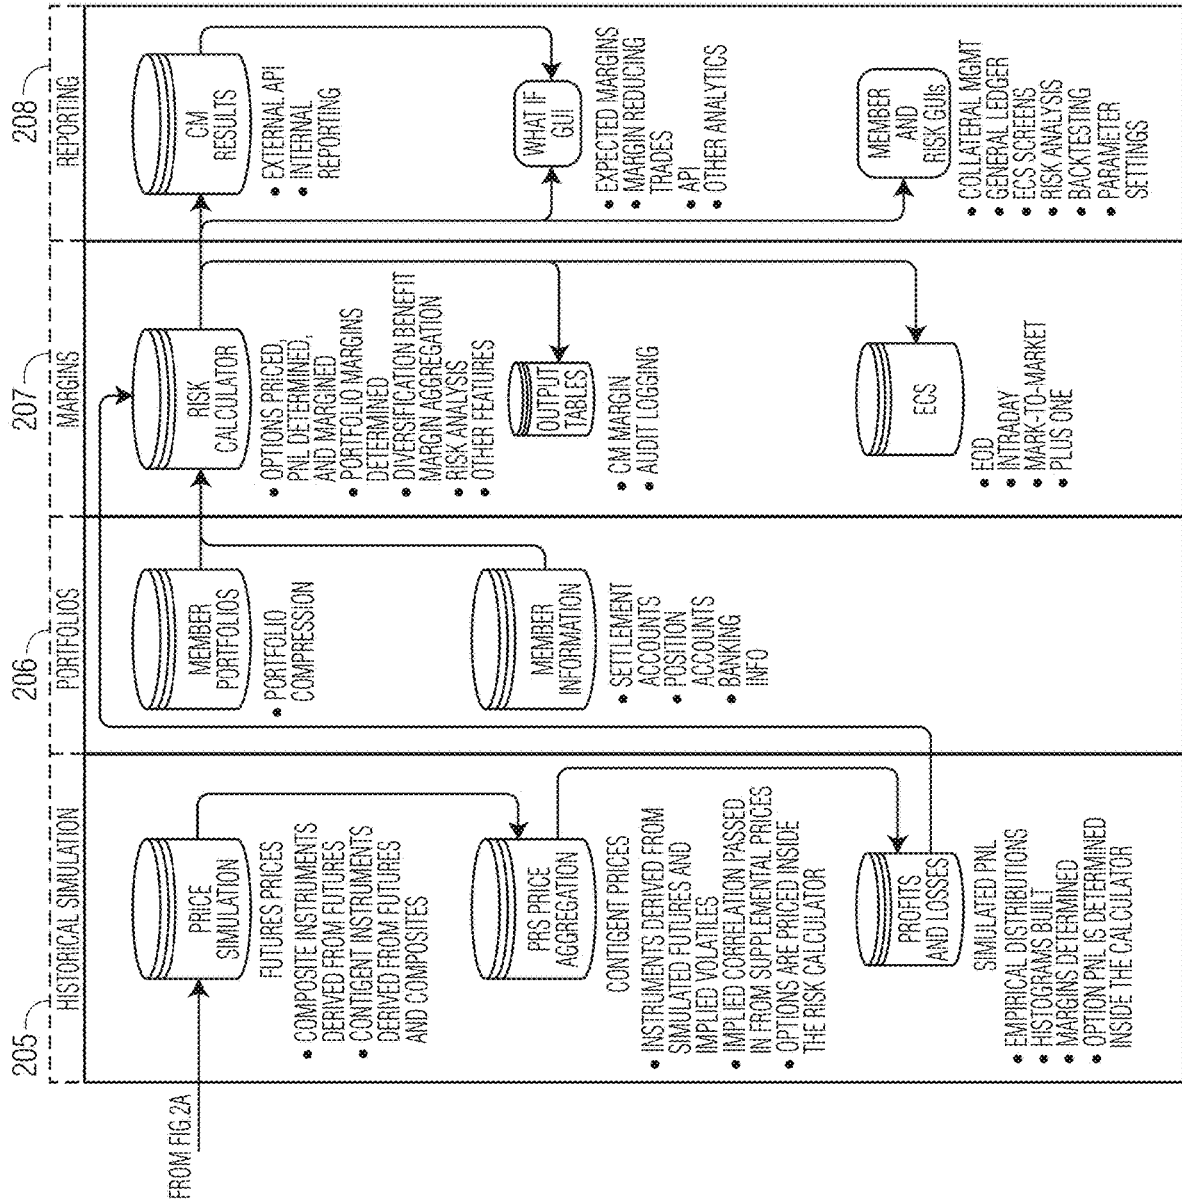 FROM FIG.2A
205
HISTORICAL SIMULATION
PRICE
SIMULATION
FUTURES PRICES
• COMPOSITE INSTRUMENTS
DERIVED FROM FUTURES
• CONTIGENT INSTRUMENTS
DERIVED FROM FUTURES
AND COMPOSITES
PRS PRICE
AGGREGATION
CONTIGENT PRICES
• INSTRUMENTS DERIVED FROM
SIMULATED FUTURES AND
IMPLIED VOLATILES
• IMPLIED CORRELATION PASSED
IN FROM SUPPLEMENTAL PRICES
• OPTIONS ARE PRICED INSIDE
THE RISK CALCULATOR
PROFITS
AND LOSSES
SIMULATED PNL
• EMPIRICAL DISTRIBUTIONS
• HISTOGRAMS BUILT
• MARGINS DETERMINED
• OPTION PNL IS DETERMINED
INSIDE THE CALCULATOR
206
PORTFOLIOS
MEMBER
PORTFOLIOS
• PORTFOLIO
COMPRESSION
MEMBER
INFORMATION
• SETTLEMENT
ACCOUNTS
• POSITION
ACCOUNTS
• BANKING
INFO
207
MARGINS
RISK
CALCULATOR
• OPTIONS PRICED,
PNL DETERMINED,
AND MARGINED
• PORTFOLIO MARGINS
DETERMINED
• DIVERSIFICATION BENEFIT
MARGIN AGGREGATION
• RISK ANALYSIS
• OTHER FEATURES
OUTPUT
TABLES
• CM MARGIN
• AUDIT LOGGING
ECS
• EOD
• INTRADAY
• MARK-TO-MARKET
• PLUS ONE
208
REPORTING
CM
RESULTS
• EXTERNAL API
• INTERNAL
REPORTING
WHAT IF
GUI
• EXPECTED MARGINS
• MARGIN REDUCING
TRADES
• API
• OTHER ANALYTICS
MEMBER
AND
RISK GUIs
• COLLATERAL MGMT
• GENERAL LEDGER
• ECS SCREENS
• RISK ANALYSIS
• BACKTESTING
• PARAMETER
SETTINGS